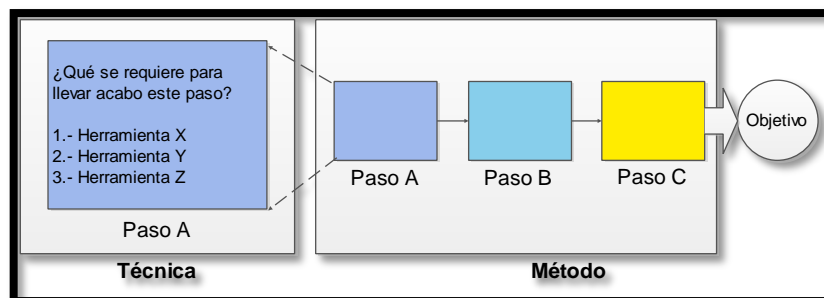 ¿Qué se requiere para
llevar acabo este paso?
1.- Herramienta X
2.- Herramienta Y
3.- Herramienta Z
Paso A
Técnica
Paso A
Paso B
Paso C
Objetivo
Método